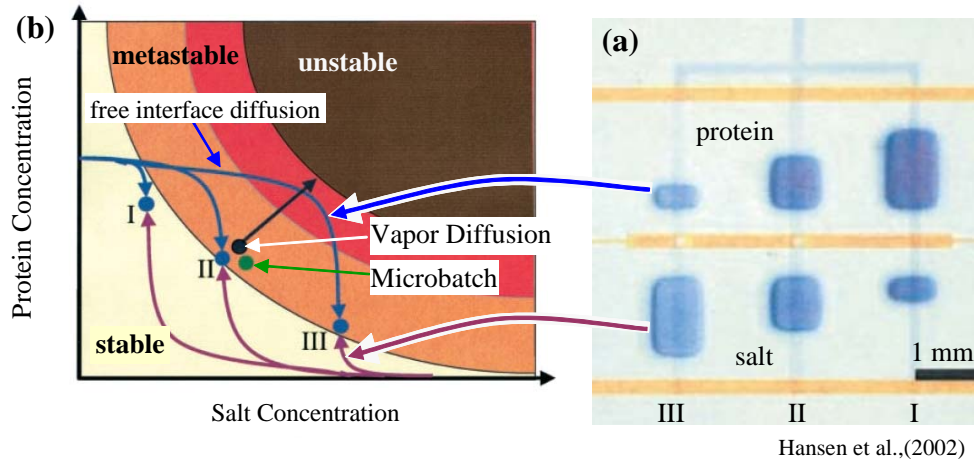 (b)
metastable
unstable
free interface diffusion
Protein Concentration
I
II
III
Vapor Diffusion
Microbatch
stable
Salt Concentration
(a)
protein
salt
1 mm
III II I
Hansen et al.,(2002)